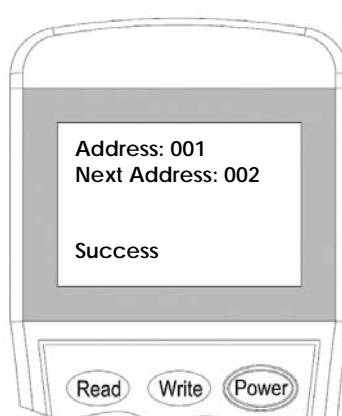 Address: 001
Next Address: 002
Success
Read Write Power